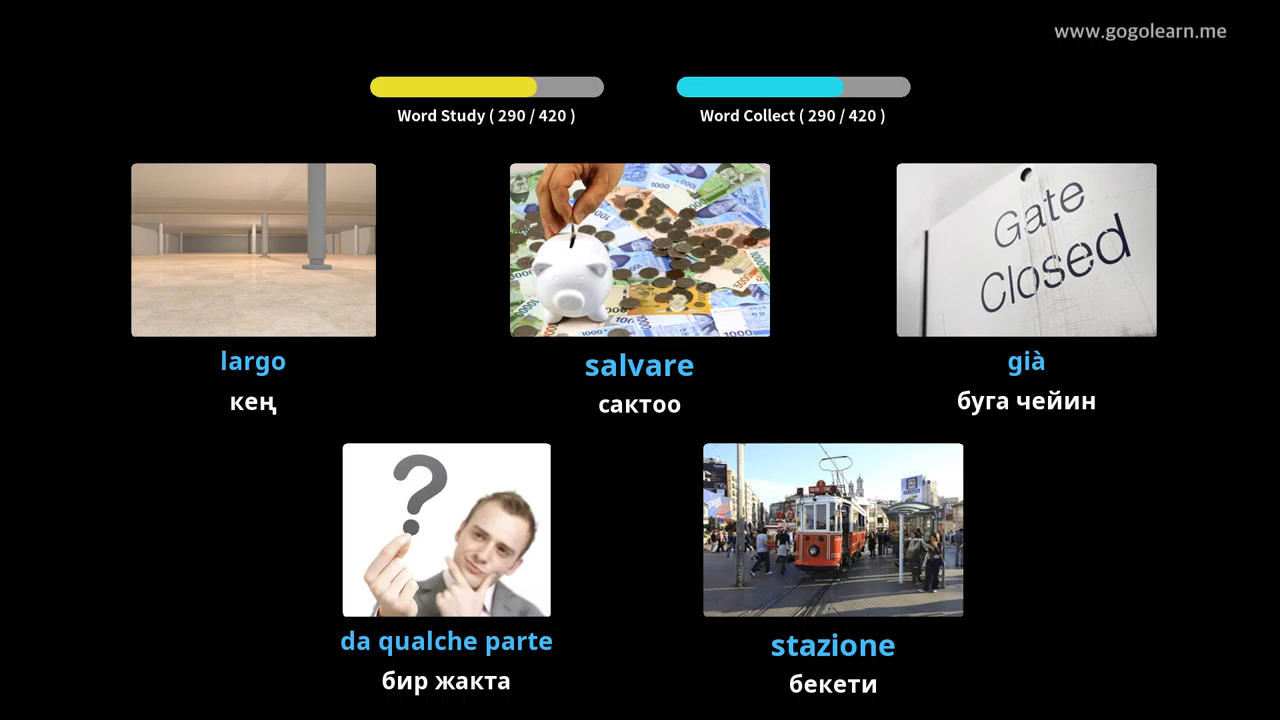 www.gogolearn.me
Word Study ( 290 / 420 )
Word Collect ( 290 / 420 )
Gate
Closed
largo
salvare
già
кең
сактоо
буга чейин
da qualche parte
stazione
бир жакта
бекети